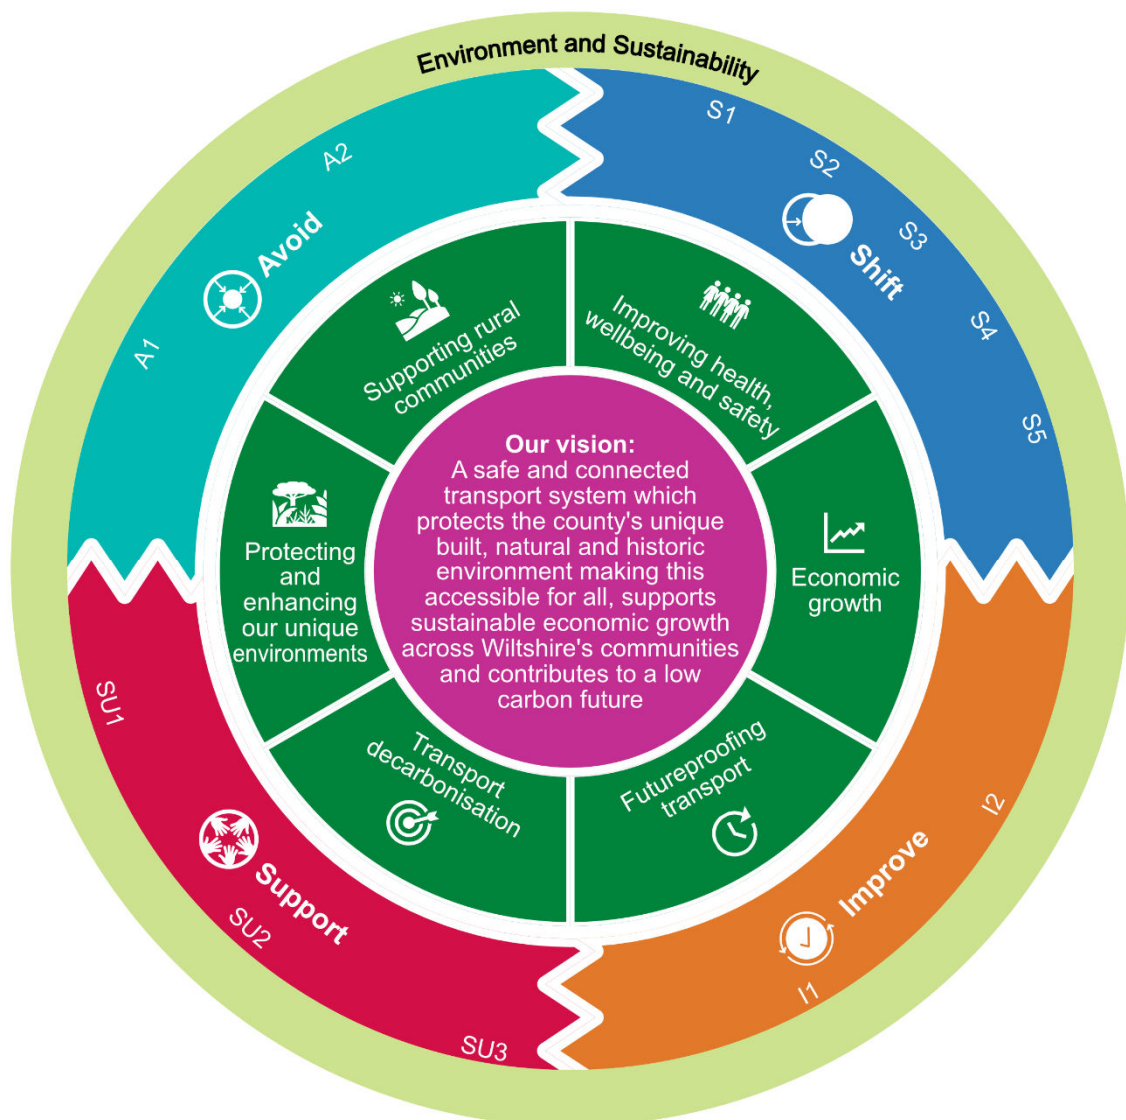 Environment and Sustainability
A1
A2
Avoid
S1
S2
S3
S4
S5
Shift
Supporting rural
communities
Improving health,
wellbeing and safety
Protecting
and
enhancing
our unique
environments
Our vision:
A safe and connected
transport system which
protects the county's unique
built, natural and historic
environment making this
accessible for all, supports
sustainable economic growth
across Wiltshire's communities
and contributes to a low
carbon future
Economic
growth
Transport
decarbonisation
Futureproofing
transport
SU1
SU2
SU3
Support
Improve
I1
I2